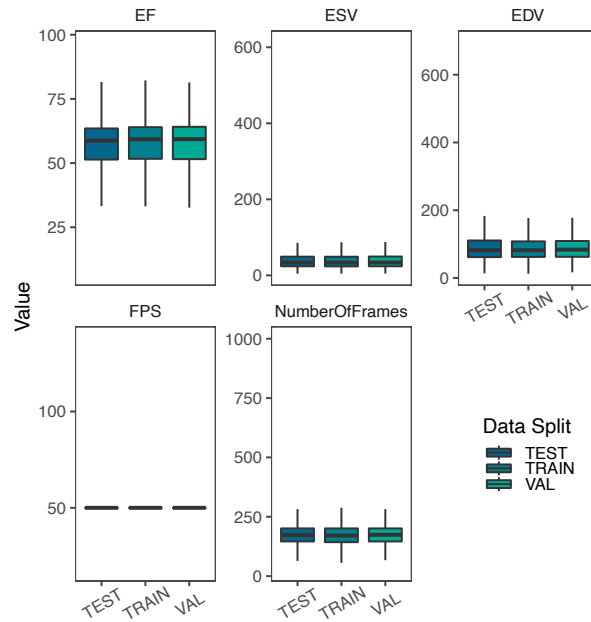 EF
ESV
EDV
100
75
50
25
600
400
200
0
600
400
200
0
TEST
TRAIN
VAL
Value
FPS
NumberOfFrames
100
50
1000
750
500
250
0
TEST
TRAIN
VAL
TEST
TRAIN
VAL
Data Split
TEST
TRAIN
VAL